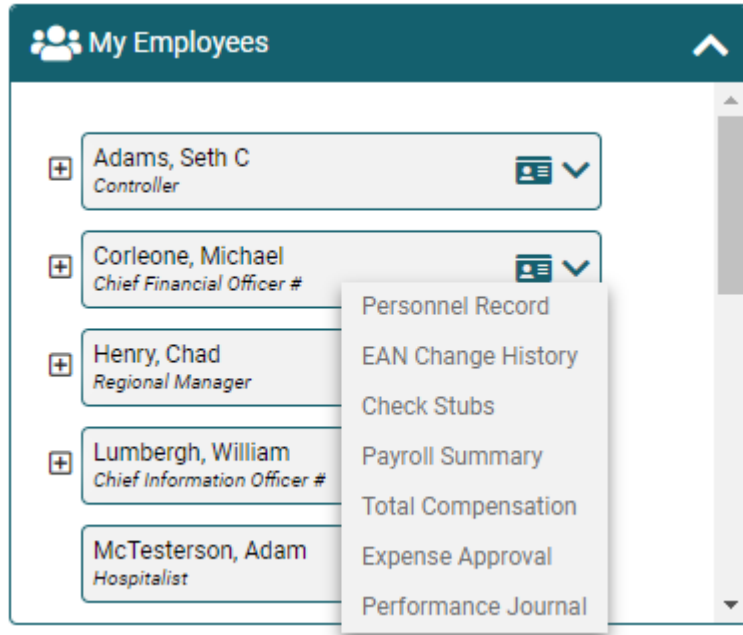 My Employees
Adams, Seth C
Controller
Corleone, Michael
Chief Financial Officer #
Henry, Chad
Regional Manager
Lumbergh, William
Chief Information Officer #
McTesterson, Adam
Hospitalist
Personnel Record
EAN Change History
Check Stubs
Payroll Summary
Total Compensation
Expense Approval
Performance Journal